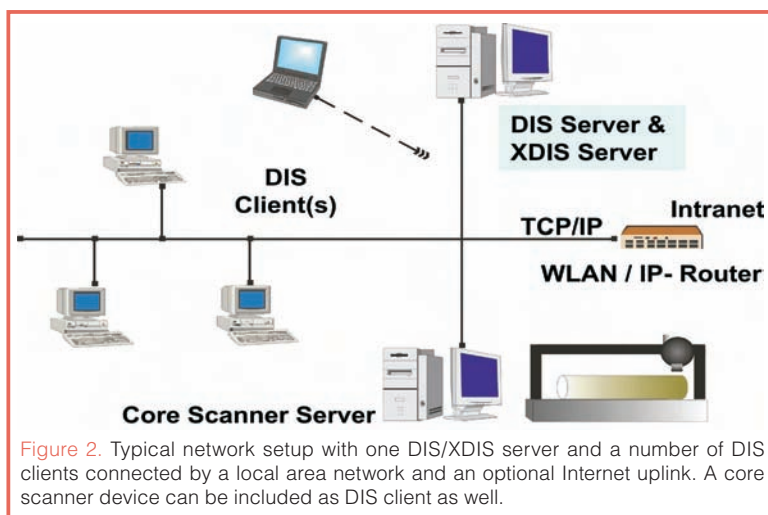 DIS Server &
XDIS Server
DIS
Client(s)
TCP/IP
Intranet
WLAN / IP- Router
Core Scanner Server
Figure 2. Typical network setup with one DIS/XDIS server and a number of DIS
clients connected by a local area network and an optional Internet uplink. A core
scanner device can be included as DIS client as well.